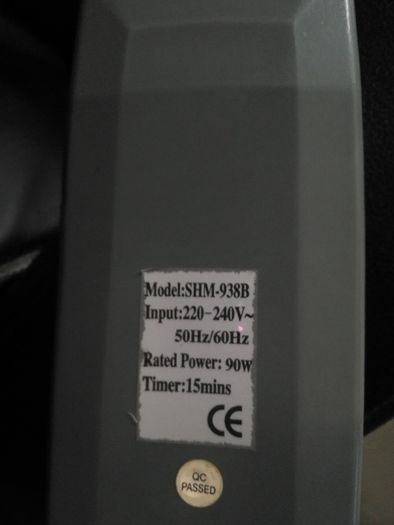 Model:SHM-938B
Input:220-240V~
50Hz/60Hz
Rated Power: 90W
Timer:15mins
CE
QC
PASSED